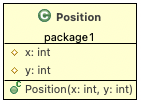 C Position
package1
x: int
y: int
C Position(x: int, y: int)